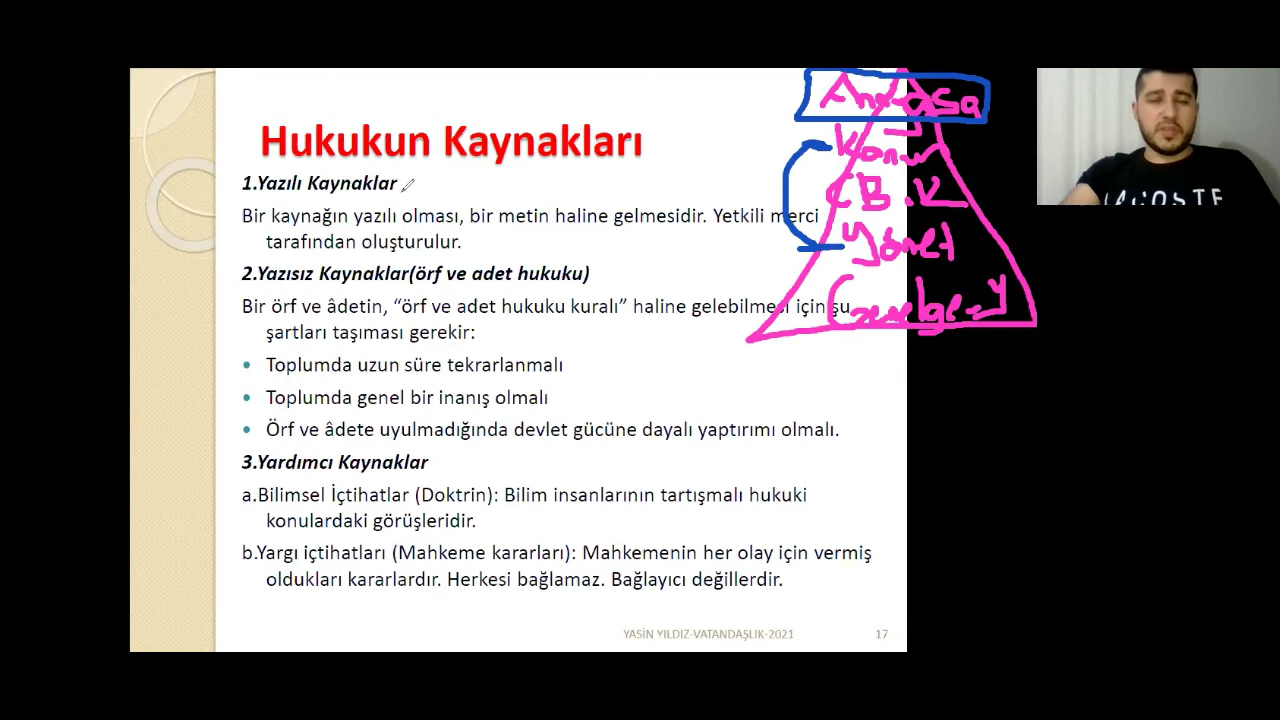 Hukukun Kaynakları
1.Yazılı Kaynaklar
Bir kaynağın yazılı olması, bir metin haline gelmesidir. Yetkili merci
tarafından oluşturulur.
2.Yazısız Kaynaklar(örf ve adet hukuku)
Bir örf ve âdetin, “örf ve adet hukuku kuralı” haline gelebilmesi için şu
şartları taşıması gerekir:
• Toplumda uzun süre tekrarlanmalı
• Toplumda genel bir inanış olmalı
• Örf ve âdete uyulmadığında devlet gücüne dayalı yaptırımı olmalı.
3.Yardımcı Kaynaklar
a.Bilimsel İçtihatlar (Doktrin): Bilim insanlarının tartışmalı hukuki
konulardaki görüşleridir.
b.Yargı içtihatları (Mahkeme kararları): Mahkemenin her olay için vermiş
oldukları kararlardır. Herkesi bağlamaz. Bağlayıcı değillerdir.
YASİN YILDIZ-VATANDAŞLIK-2021 17
Anayasa
Kanun
CB.K
Yönet
Genelge-Y
LACOSTE